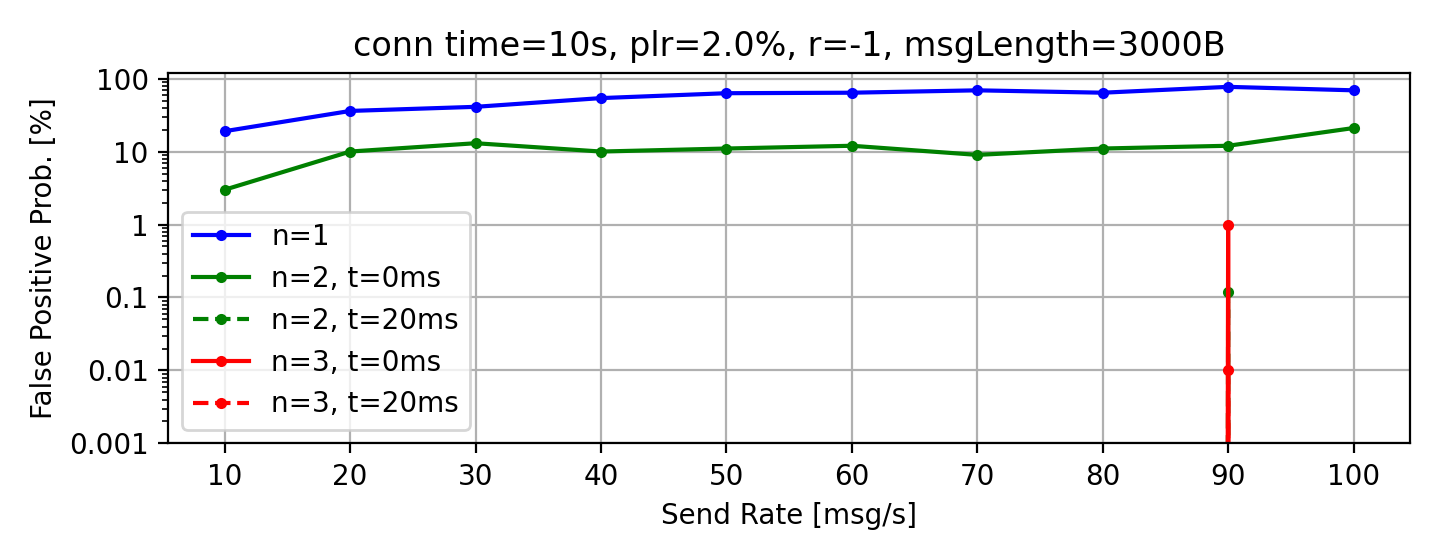 conn time=10s, plr=2.0%, r=-1, msgLength=3000B
False Positive Prob. [%]
100
10
1
0.1
0.01
0.001
n=1
n=2, t=0ms
n=2, t=20ms
n=3, t=0ms
n=3, t=20ms
10 20 30 40 50 60 70 80 90 100
Send Rate [msg/s]